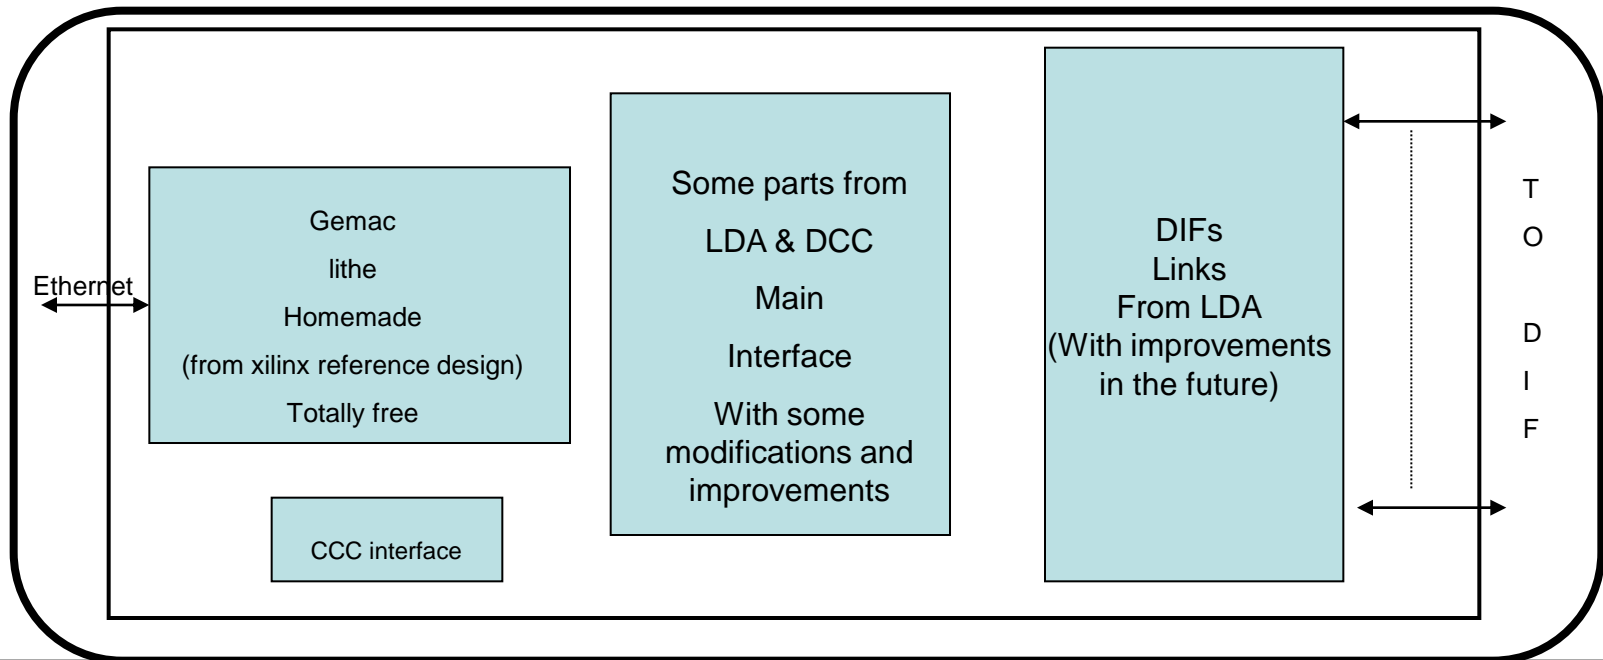 Ethernet
Gemac
lithe
Homemade
(from xilinx reference design)
Totally free
CCC interface
Some parts from
LDA & DCC
Main
Interface
With some
modifications and
improvements
DIFs
Links
From LDA
(With improvements
in the future)
T
O
D
I
F